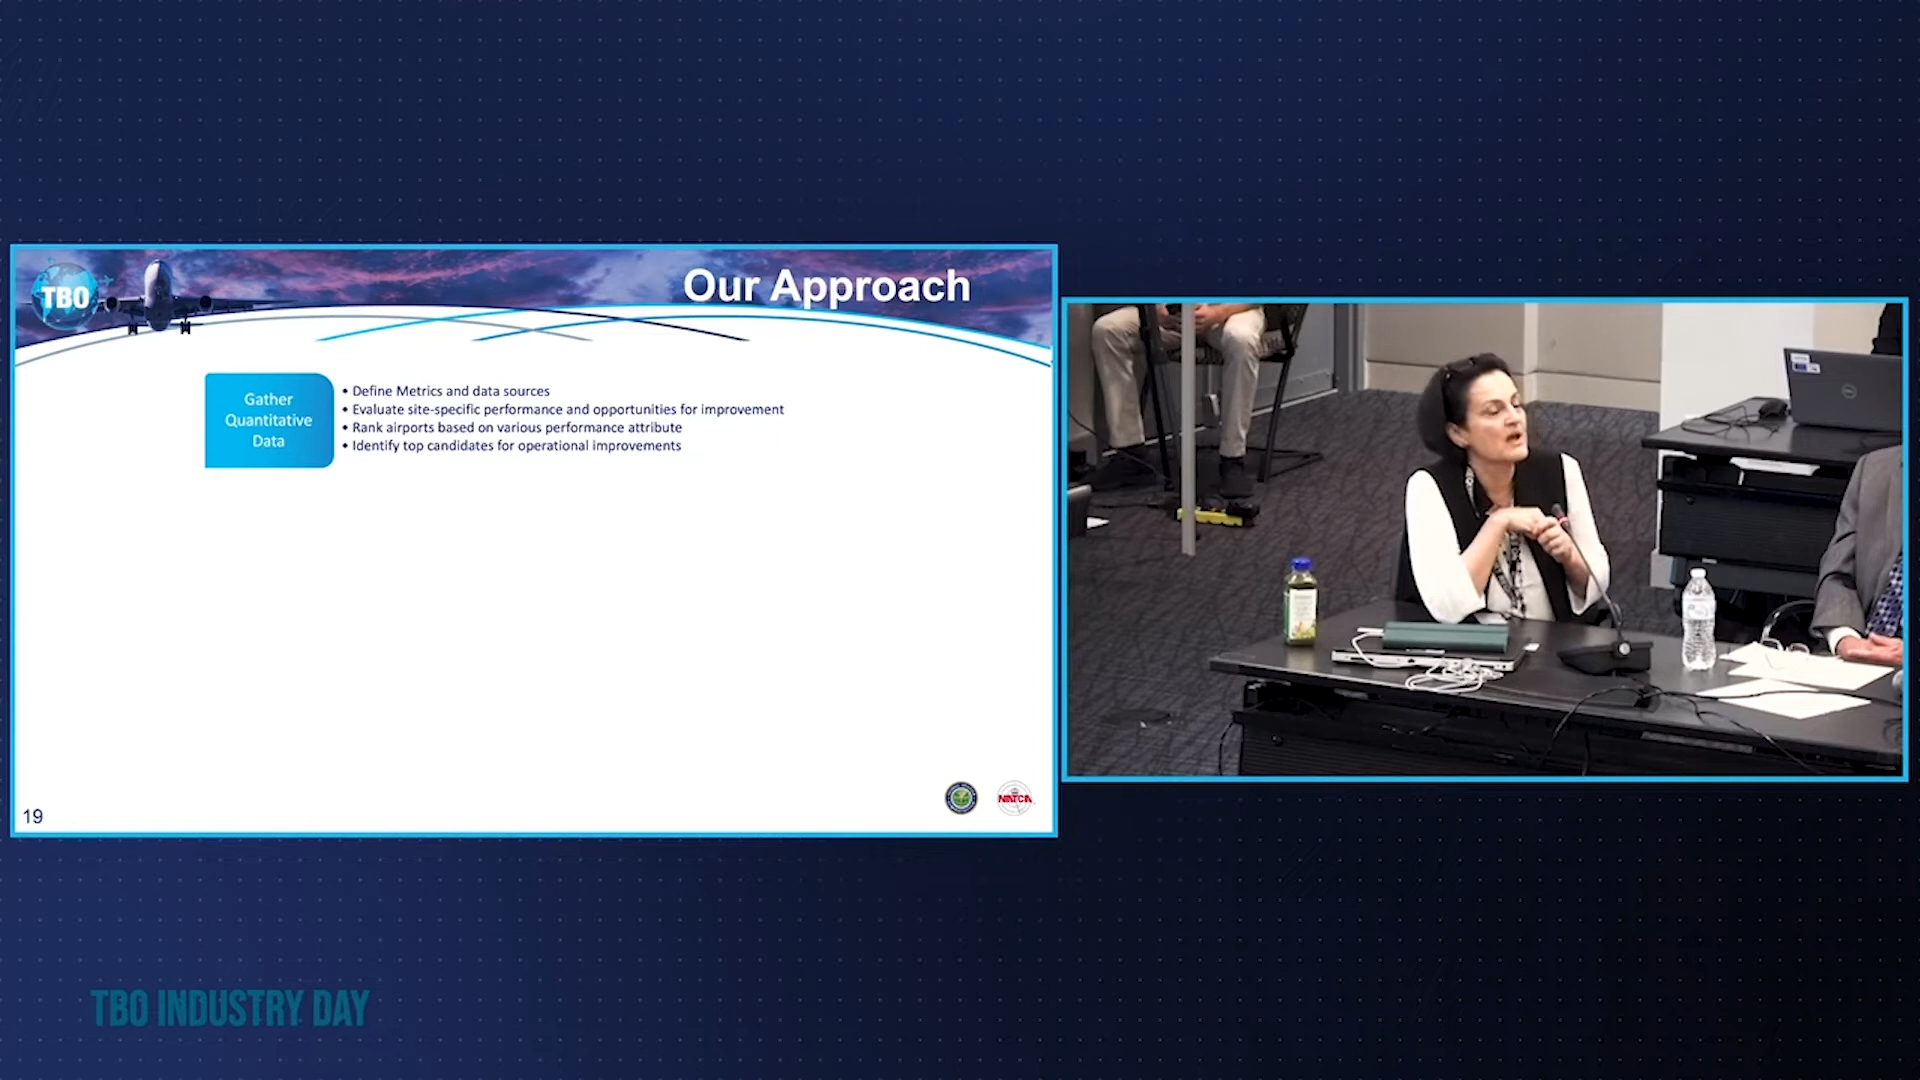 TBO
Our Approach
Gather
Quantitative
Data
• Define Metrics and data sources
• Evaluate site-specific performance and opportunities for improvement
• Rank airports based on various performance attribute
• Identify top candidates for operational improvements
NATCA
19
DELL
TBO INDUSTRY DAY